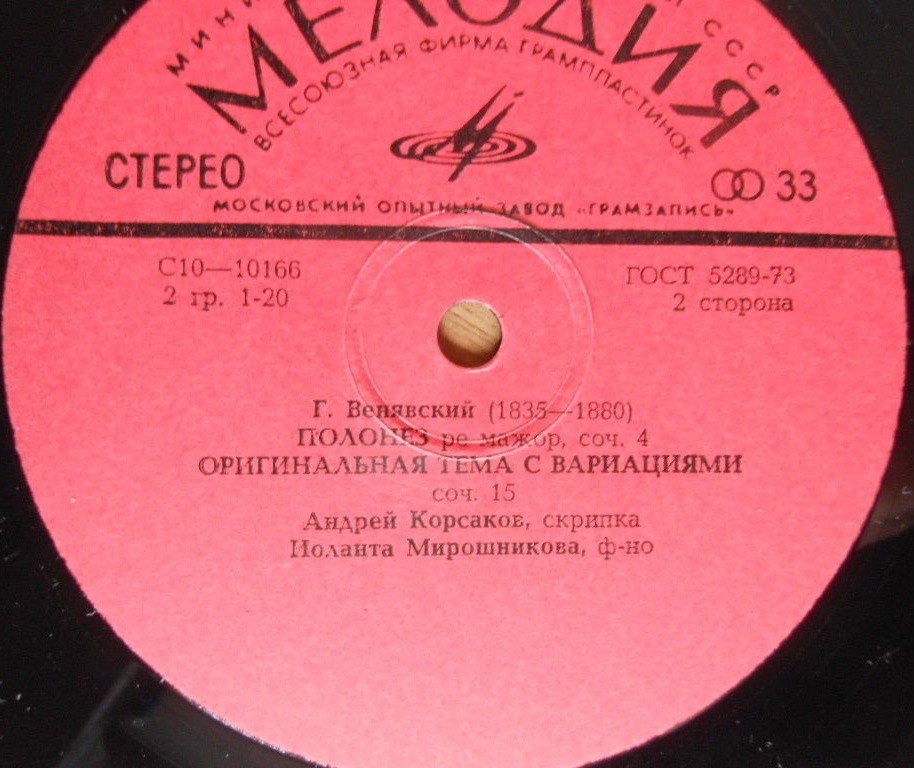 МЕЛОДИЯ
СССР
ВСЕСОЮЗНАЯ ФИРМА ГРАМПЛАСТИНОК
СТЕРЕО
33
МОСКОВСКИЙ ОПЫТНЫЙ ЗАВОД «ГРАМЗАПИСЬ»
С10—10166
ГОСТ 5289-73
2 гр. 1-20
2 сторона
Г. Венявский (1835—1880)
ПОЛОНЕЗ ре мажор, соч. 4
ОРИГИНАЛЬНАЯ ТЕМА С ВАРИАЦИЯМИ
соч. 15
Андрей Корсаков, скрипка
Иоланта Мирошникова, ф-но